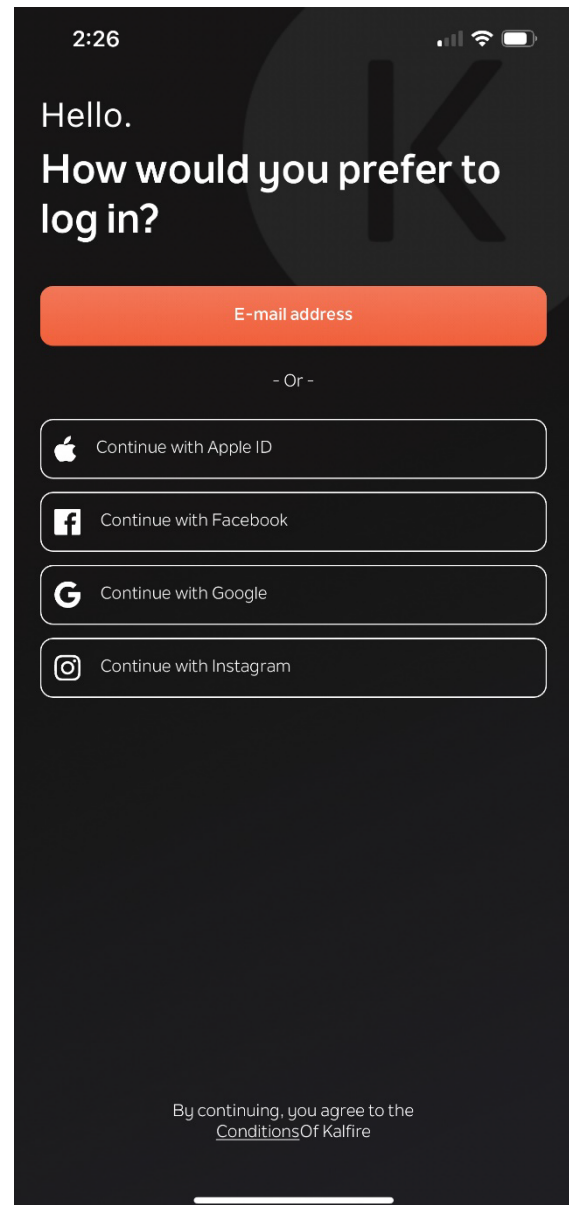 2:26
Hello.
How would you prefer to
log in?
E-mail address
- Or -
Continue with Apple ID
Continue with Facebook
Continue with Google
Continue with Instagram
By continuing, you agree to the
ConditionsOf Kalfire